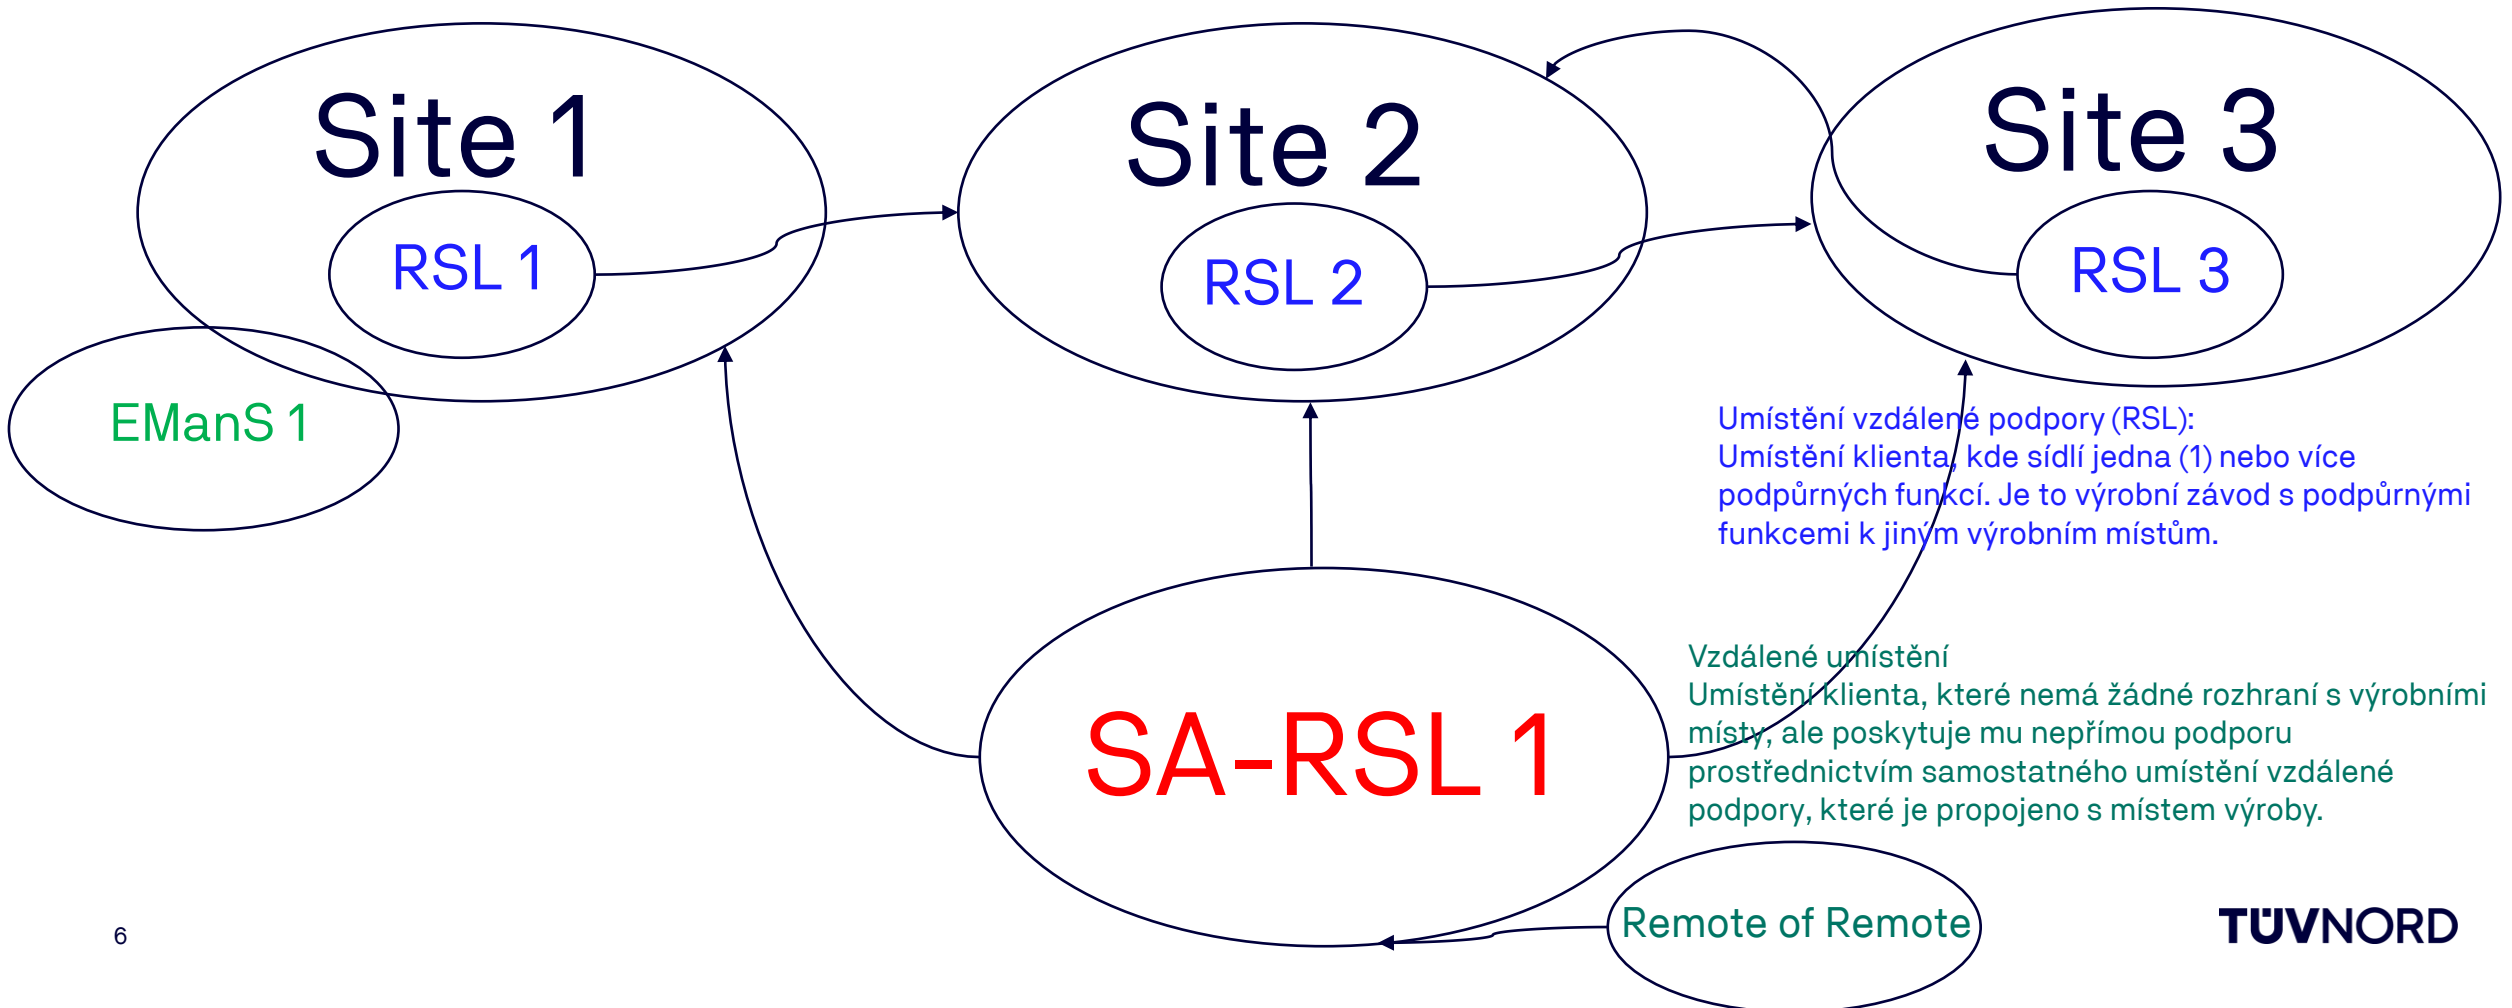 Site 1
Site 2
Site 3
RSL 1
RSL 2
RSL 3
EManS 1
Umístění vzdálené podpory (RSL):
Umístění klienta, kde sídlí jedna (1) nebo více
podpůrných funkcí. Je to výrobní závod s podpůrnými
funkcemi k jiným výrobním místům.
Vzdálené umístění
Umístění klienta, které nemá žádné rozhraní s výrobními
místy, ale poskytuje mu nepřímou podporu
prostřednictvím samostatného umístění vzdálené
podpory, které je propojeno s místem výroby.
SA-RSL 1
Remote of Remote
6
TÜVNORD